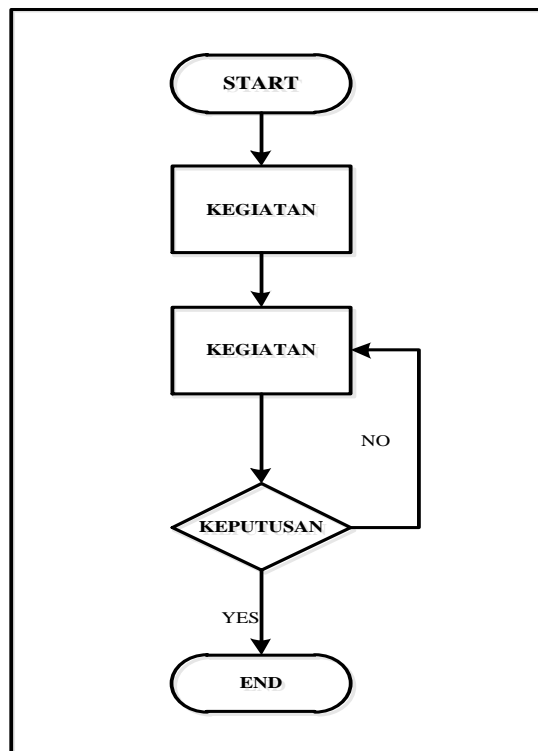 START
KEGIATAN
KEGIATAN
NO
KEPUTUSAN
YES
END